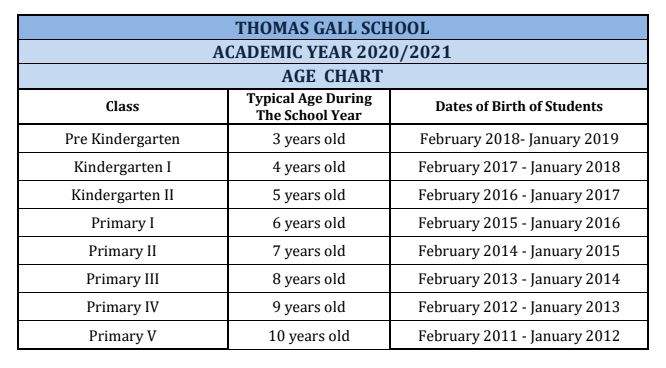 THOMAS GALL SCHOOL
ACADEMIC YEAR 2020/2021
AGE CHART
Class Typical Age During The School Year Dates of Birth of Students
Pre Kindergarten 3 years old February 2018- January 2019
Kindergarten I 4 years old February 2017 - January 2018
Kindergarten II 5 years old February 2016 - January 2017
Primary I 6 years old February 2015 - January 2016
Primary II 7 years old February 2014 - January 2015
Primary III 8 years old February 2013 - January 2014
Primary IV 9 years old February 2012 - January 2013
Primary V 10 years old February 2011 - January 2012